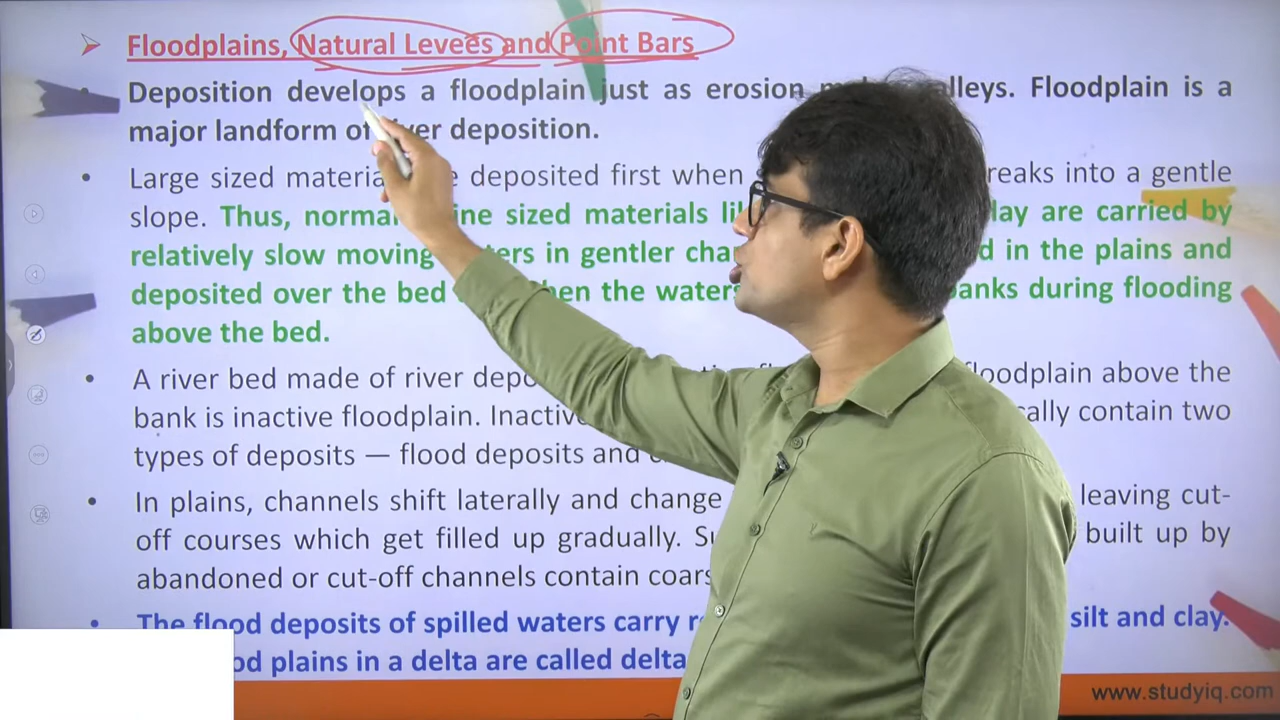 Floodplains, Natural Levees and Point Bars
Deposition develops a floodplain just as erosion lleys. Floodplain is a
major landform of river deposition.
Large sized materia deposited first when reaks into a gentle
slope. Thus, norma ine sized materials li lay are carried by
relatively slow moving ers in gentler cha d in the plains and
deposited over the bed hen the waters banks during flooding
above the bed.
A river bed made of river depo floodplain above the
bank is inactive floodplain. Inactive cally contain two
types of deposits — flood deposits and
In plains, channels shift laterally and change leaving cut-
off courses which get filled up gradually. Su built up by
abandoned or cut-off channels contain coars
The flood deposits of spilled waters carry re silt and clay.
od plains in a delta are called delta
www.studyiq.com